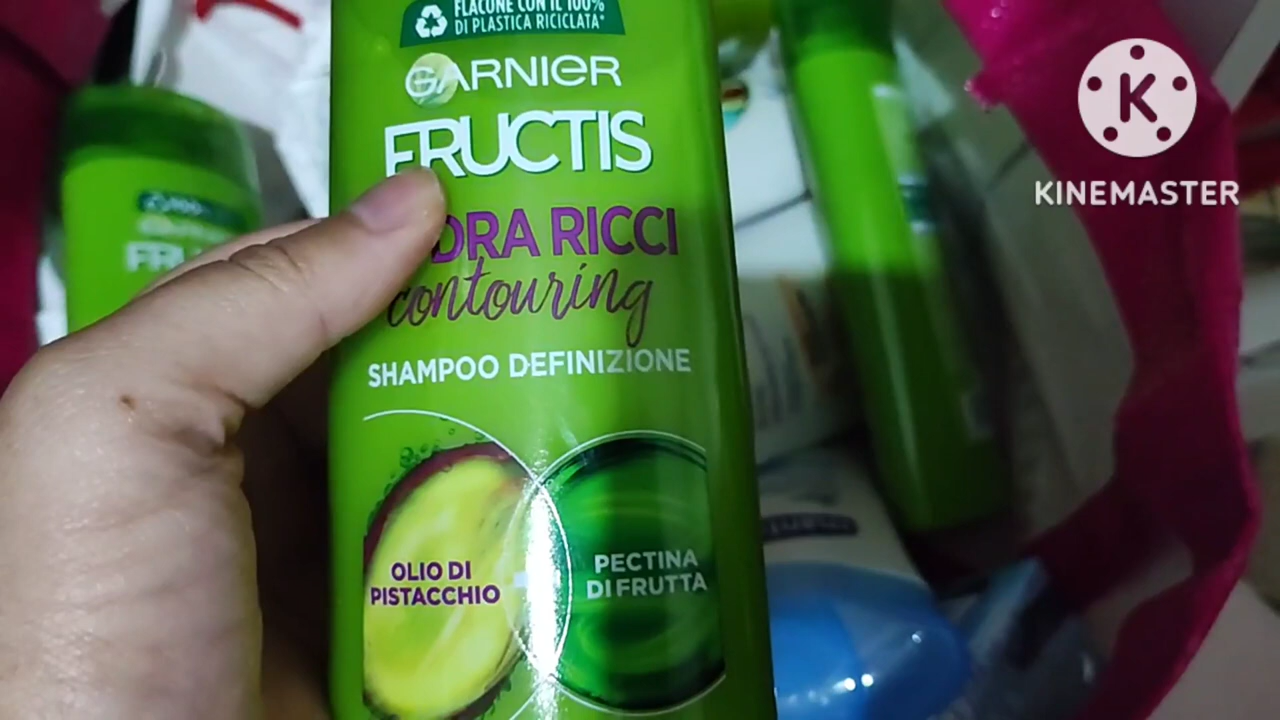 FLACONE CON IL 100%
DI PLASTICA RICICLATA*
GARNIER
FRUCTIS
DRA RICCI
contouring
SHAMPOO DEFINIZIONE
OLIO DI
PISTACCHIO
PECTINA
DI FRUTTA
FRU
K
KINEMASTER